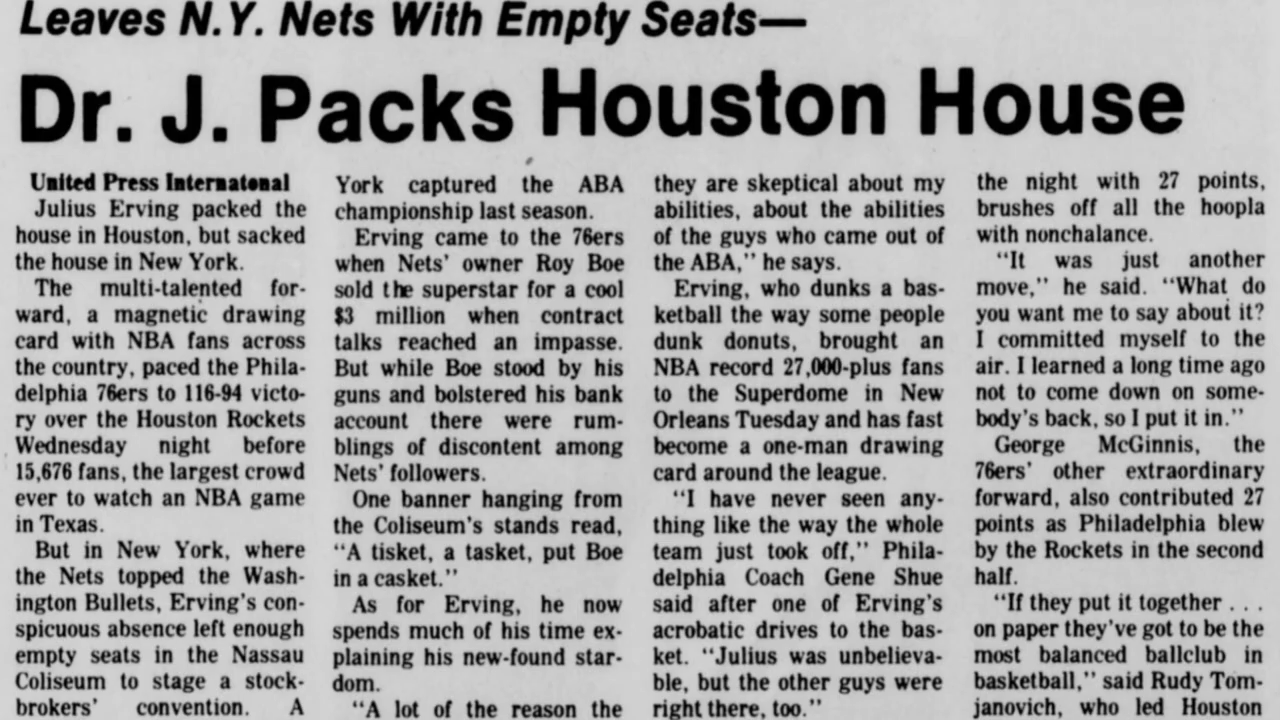 Leaves N.Y. Nets With Empty Seats—
Dr. J. Packs Houston House
United Press Internatonal
Julius Erving packed the
house in Houston, but sacked
the house in New York.
The multi-talented for-
ward, a magnetic drawing
card with NBA fans across
the country, paced the Phila-
delphia 76ers to 116-94 victo-
ry over the Houston Rockets
Wednesday night before
15,676 fans, the largest crowd
ever to watch an NBA game
in Texas.
But in New York, where
the Nets topped the Wash-
ington Bullets, Erving's con-
spicuous absence left enough
empty seats in the Nassau
Coliseum to stage a stock-
brokers' convention. A
York captured the ABA
championship last season.
Erving came to the 76ers
when Nets' owner Roy Boe
sold the superstar for a cool
$3 million when contract
talks reached an impasse.
But while Boe stood by his
guns and bolstered his bank
account there were rum-
blings of discontent among
Nets' followers.
One banner hanging from
the Coliseum's stands read,
"A tisket, a tasket, put Boe
in a casket."
As for Erving, he now
spends much of his time ex-
plaining his new-found star-
dom.
"A lot of the reason the
they are skeptical about my
abilities, about the abilities
of the guys who came out of
the ABA," he says.
Erving, who dunks a bas-
ketball the way some people
dunk donuts, brought an
NBA record 27,000-plus fans
to the Superdome in New
Orleans Tuesday and has fast
become a one-man drawing
card around the league.
"I have never seen any-
thing like the way the whole
team just took off," Phila-
delphia Coach Gene Shue
said after one of Erving's
acrobatic drives to the bas-
ket. "Julius was unbelieva-
ble, but the other guys were
right there, too."
the night with 27 points,
brushes off all the hoopla
with nonchalance.
"It was just another
move," he said. "What do
you want me to say about it?
I committed myself to the
air. I learned a long time ago
not to come down on some-
body's back, so I put it in."
George McGinnis, the
76ers' other extraordinary
forward, also contributed 27
points as Philadelphia blew
by the Rockets in the second
half.
"If they put it together . . .
on paper they've got to be the
most balanced ballclub in
basketball," said Rudy Tom-
janovich, who led Houston